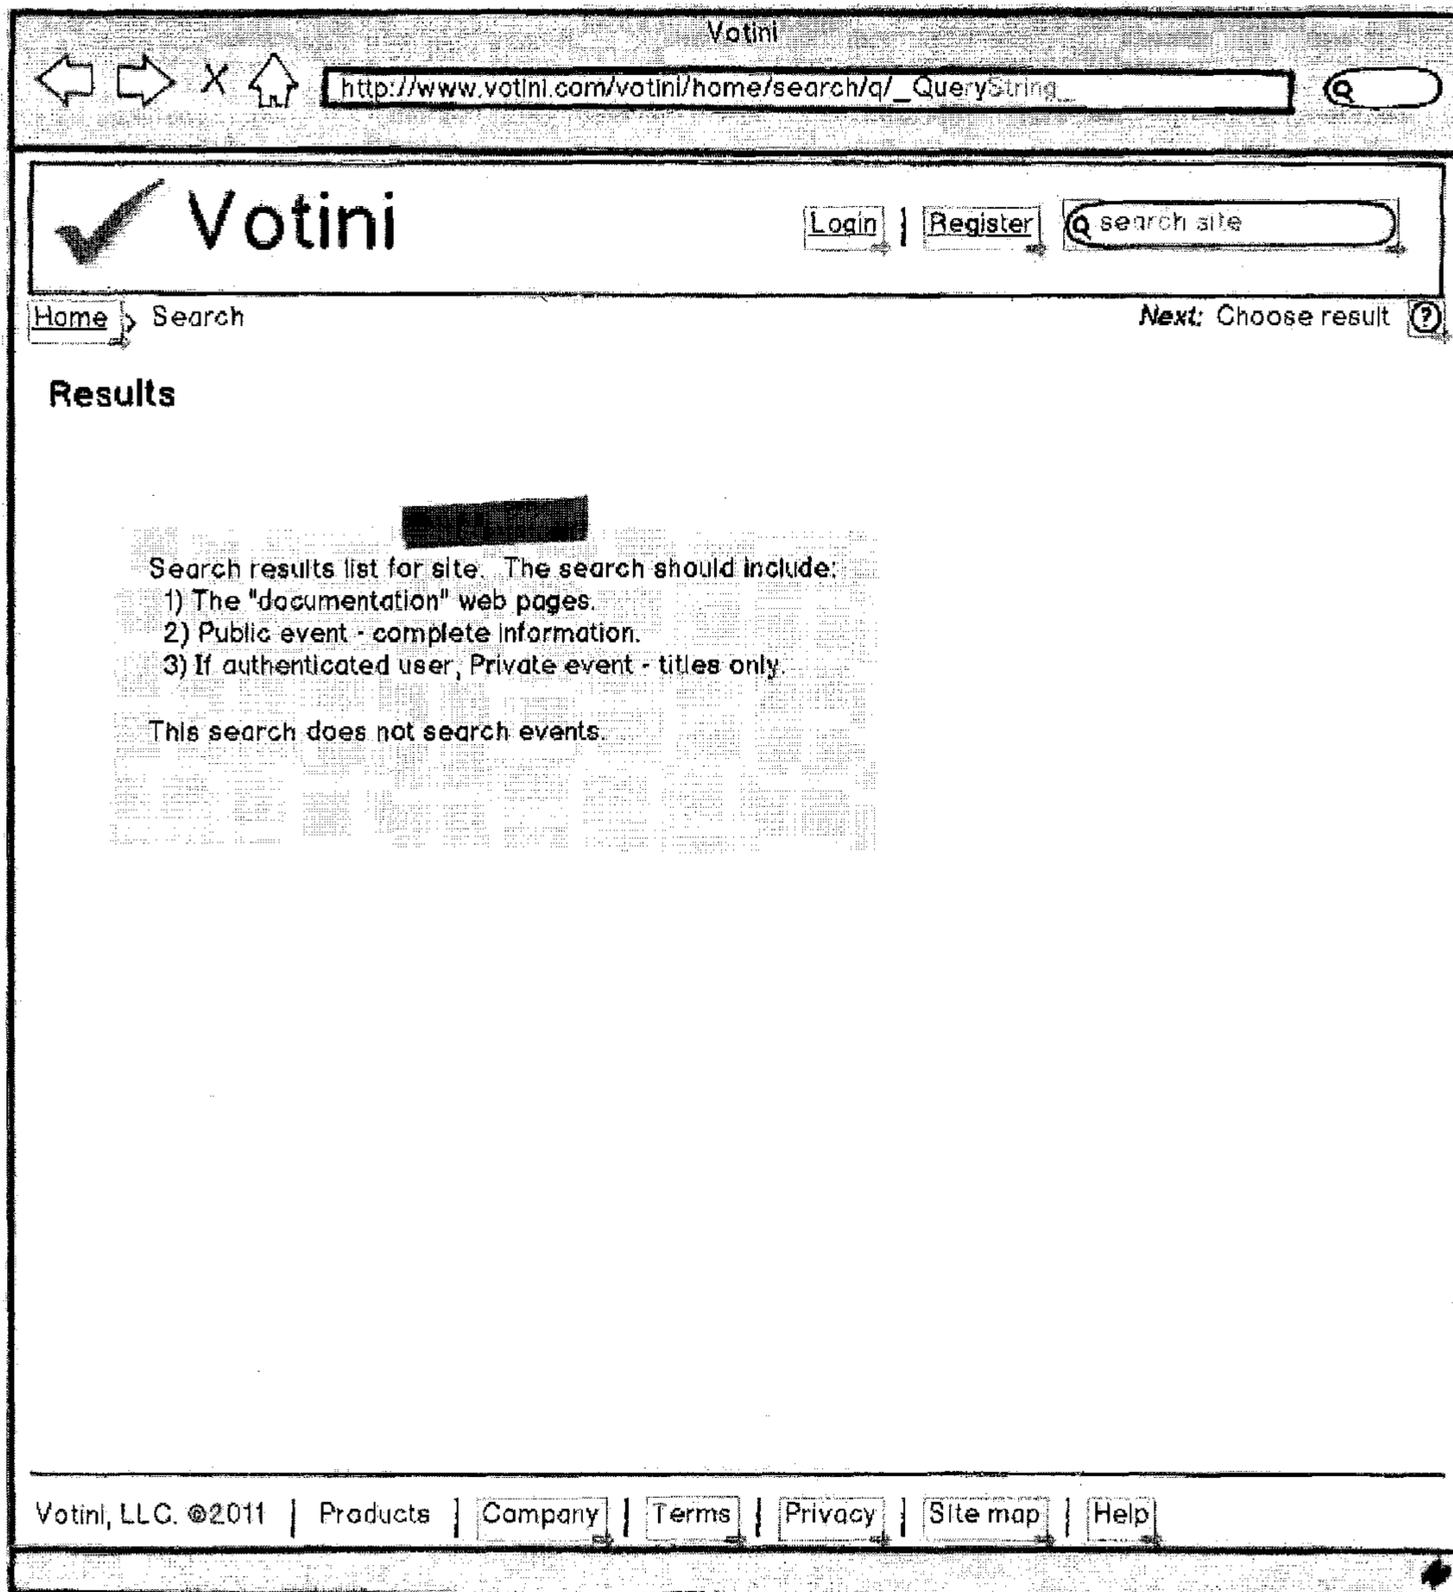 Votini
http://www.votini.com/votini/home/search/q/_QueryString_
Votini
Login | Register
search site
Home > Search
Next: Choose result ?
Results
Search results list for site. The search should include:
1) The "documentation" web pages.
2) Public event - complete information.
3) If authenticated user, Private event - titles only.
This search does not search events.
Votini, LLC. ©2011 | Products | Company | Terms | Privacy | Site map | Help